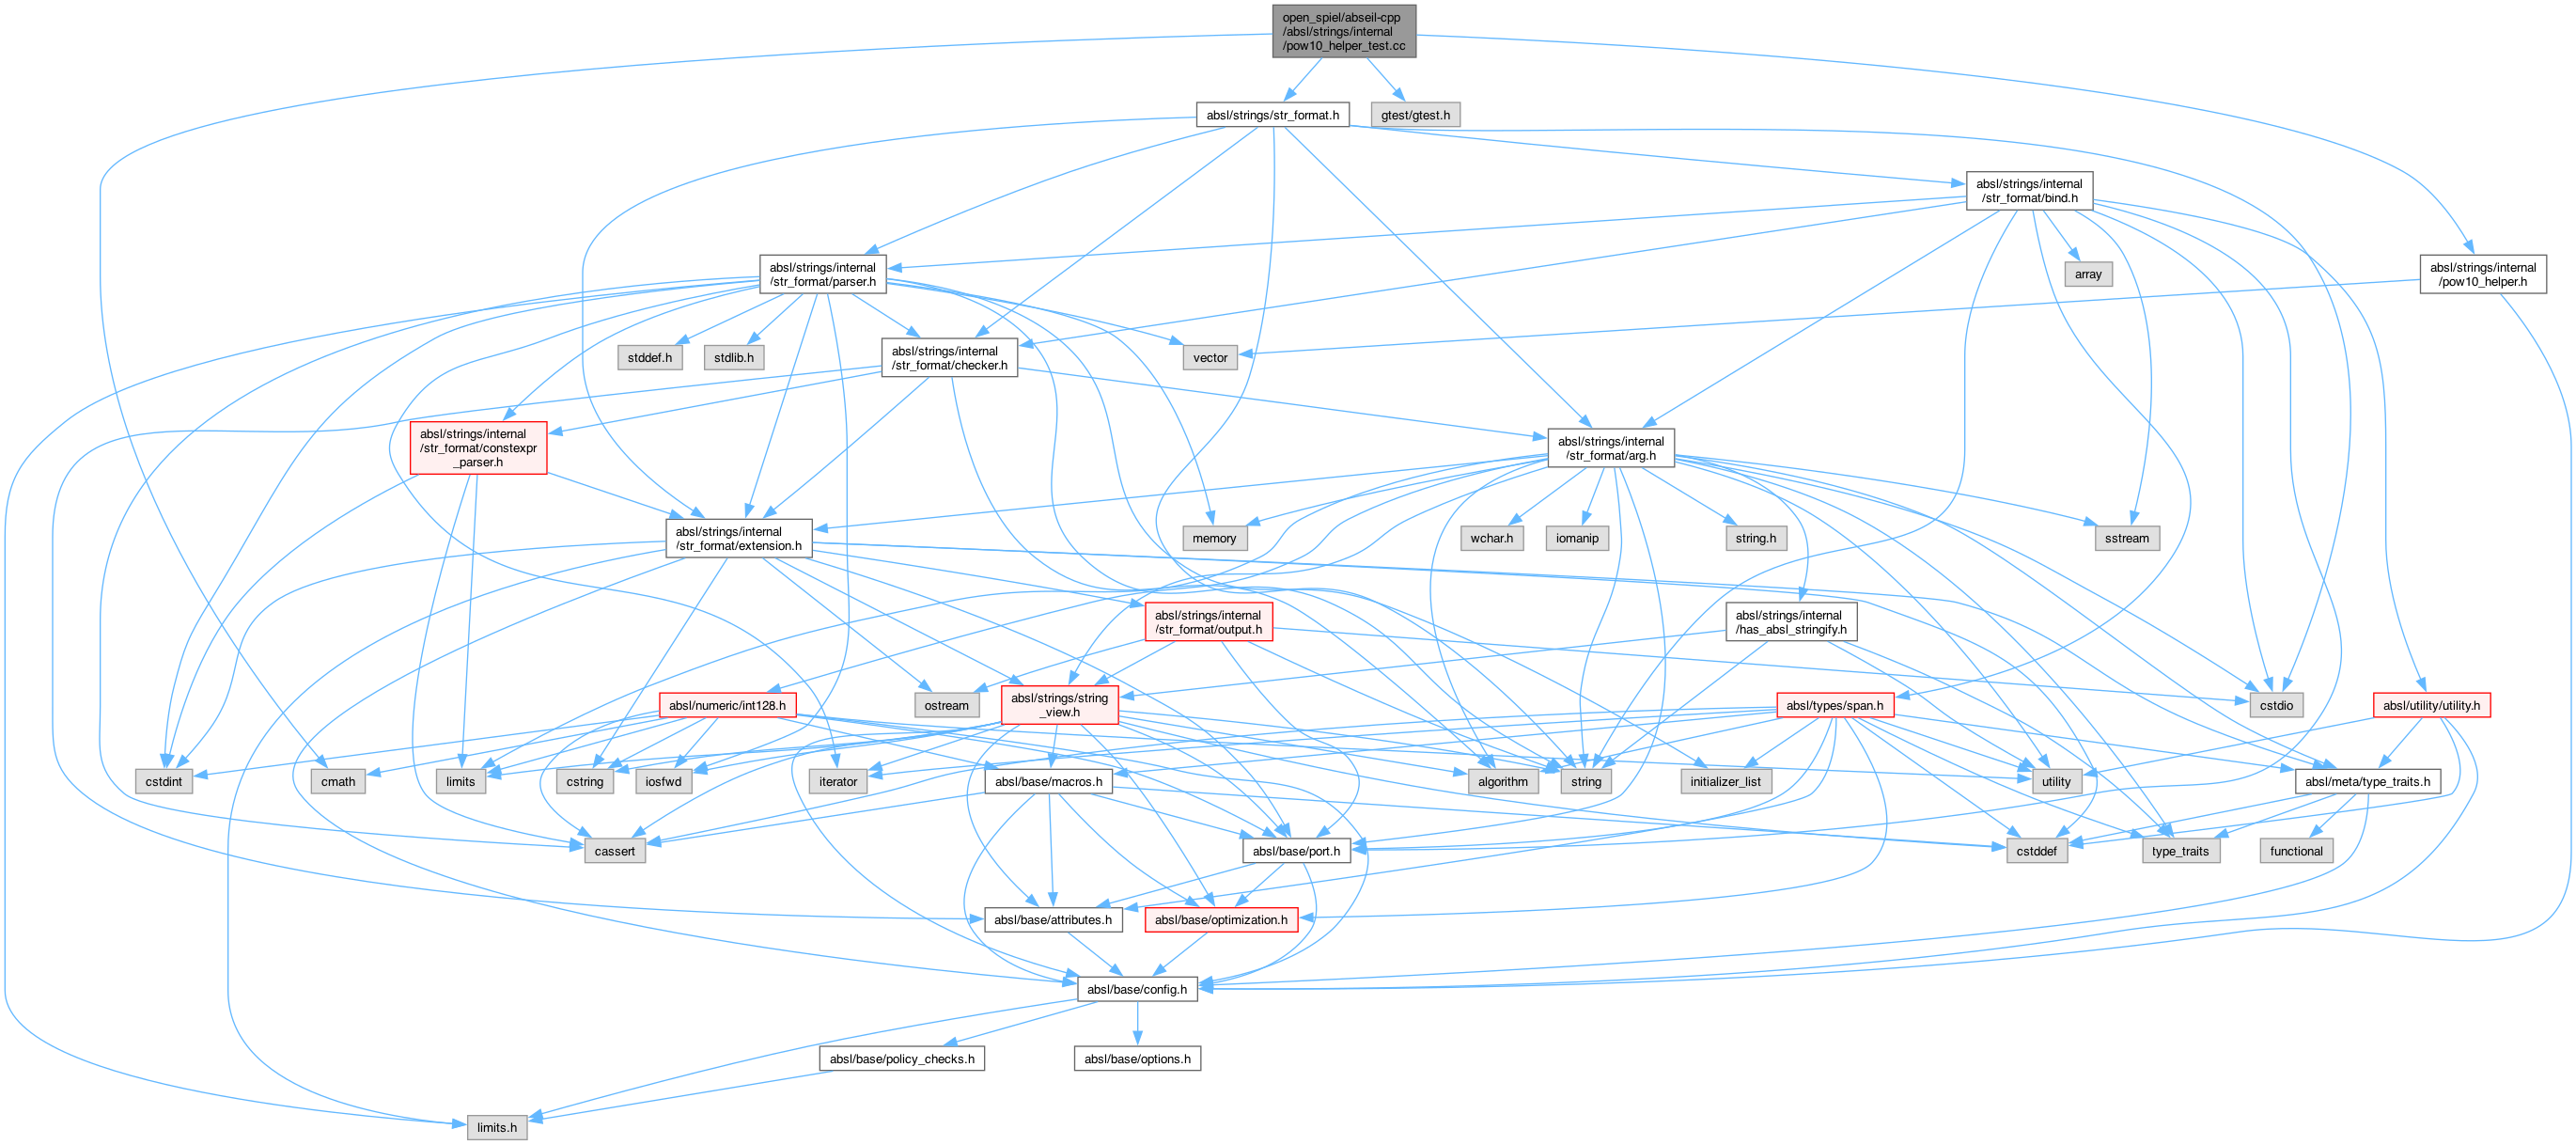 open_spiel/abseil-cpp
/absl/strings/internal
/pow10_helper_test.cc
absl/strings/str_format.h
gtest/gtest.h
absl/strings/internal
/str_format/bind.h
absl/strings/internal
/str_format/parser.h
array
absl/strings/internal
/pow10_helper.h
stddef.h
stdlib.h
absl/strings/internal
/str_format/checker.h
vector
absl/strings/internal
/str_format/constexpr
_parser.h
absl/strings/internal
/str_format/arg.h
absl/strings/internal
/str_format/extension.h
memory
wchar.h
iomanip
string.h
sstream
absl/strings/internal
/str_format/output.h
absl/strings/internal
/has_absl_stringify.h
absl/numeric/int128.h
ostream
absl/strings/string
_view.h
absl/types/span.h
cstdio
absl/utility/utility.h
cstdint
cmath
limits
cstring
iosfwd
iterator
absl/base/macros.h
algorithm
string
initializer_list
utility
absl/meta/type_traits.h
cassert
absl/base/port.h
cstddef
type_traits
functional
absl/base/attributes.h
absl/base/optimization.h
absl/base/config.h
absl/base/policy_checks.h
absl/base/options.h
limits.h